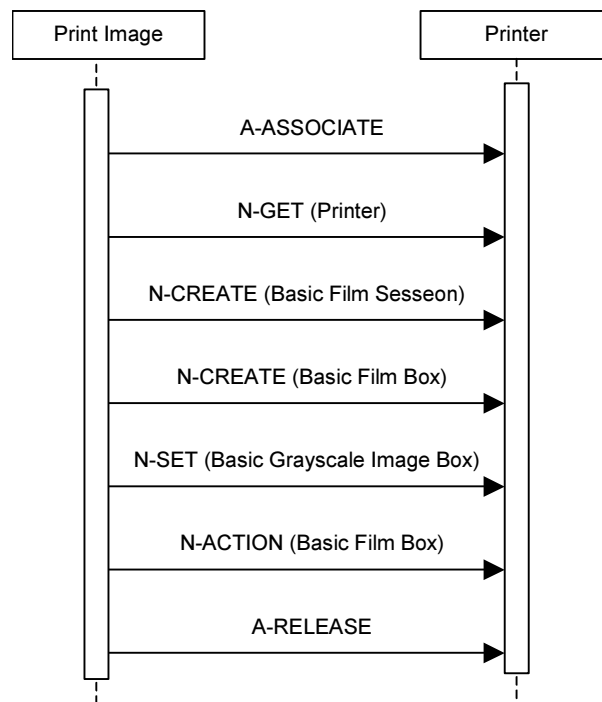 Print Image
Printer
A-ASSOCIATE
N-GET (Printer)
N-CREATE (Basic Film Sesseon)
N-CREATE (Basic Film Box)
N-SET (Basic Grayscale Image Box)
N-ACTION (Basic Film Box)
A-RELEASE